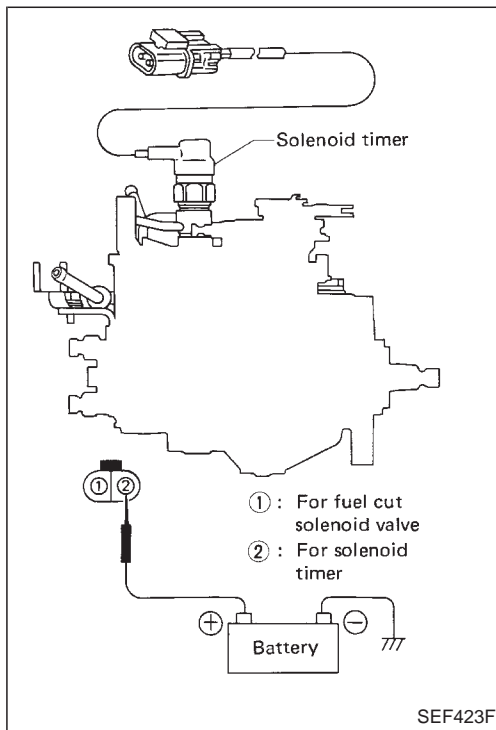 Solenoid timer
① ②
① : For fuel cut
solenoid valve
② : For solenoid
timer
+ −
Battery
SEF423F